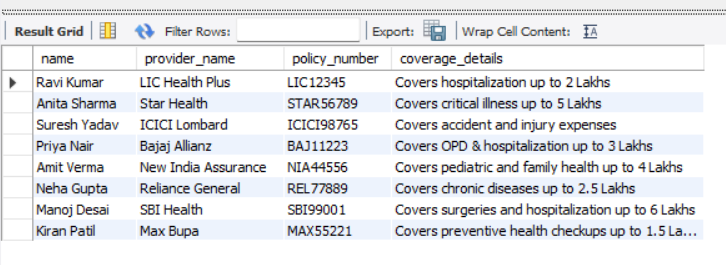 Result Grid Filter Rows: Export: Wrap Cell Content: IA
name provider_name policy_number coverage_details
Ravi Kumar LIC Health Plus LIC12345 Covers hospitalization up to 2 Lakhs
Anita Sharma Star Health STAR56789 Covers critical illness up to 5 Lakhs
Suresh Yadav ICICI Lombard ICICI98765 Covers accident and injury expenses
Priya Nair Bajaj Allianz BAJ11223 Covers OPD & hospitalization up to 3 Lakhs
Amit Verma New India Assurance NIA44556 Covers pediatric and family health up to 4 Lakhs
Neha Gupta Reliance General REL77889 Covers chronic diseases up to 2.5 Lakhs
Manoj Desai SBI Health SBI99001 Covers surgeries and hospitalization up to 6 Lakhs
Kiran Patil Max Bupa MAX55221 Covers preventive health checkups up to 1.5 La...